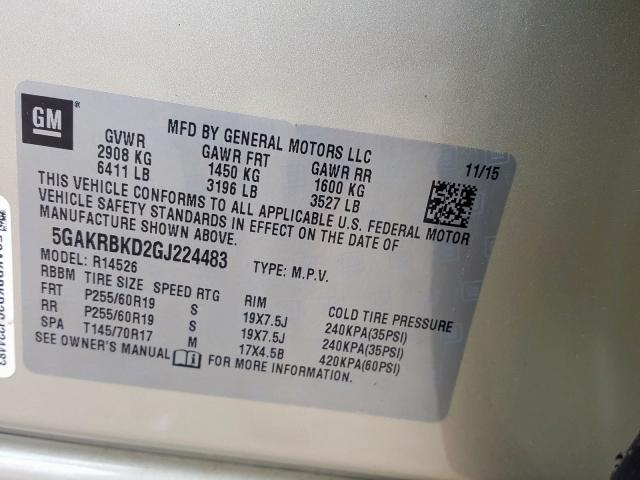 GM
MFD BY GENERAL MOTORS LLC
11/15
GVWR GAWR FRT GAWR RR
2908 KG 1450 KG 1600 KG
6411 LB 3196 LB 3527 LB
THIS VEHICLE CONFORMS TO ALL APPLICABLE U.S. FEDERAL MOTOR
VEHICLE SAFETY STANDARDS IN EFFECT ON THE DATE OF
MANUFACTURE SHOWN ABOVE.
5GAKRBKD2GJ224483
MODEL: R14526 TYPE: M.P.V.
RBBM TIRE SIZE SPEED RTG RIM COLD TIRE PRESSURE
FRT P255/60R19 S 19X7.5J 240KPA(35PSI)
RR P255/60R19 S 19X7.5J 240KPA(35PSI)
SPA T145/70R17 M 17X4.5B 420KPA(60PSI)
SEE OWNER'S MANUAL FOR MORE INFORMATION.